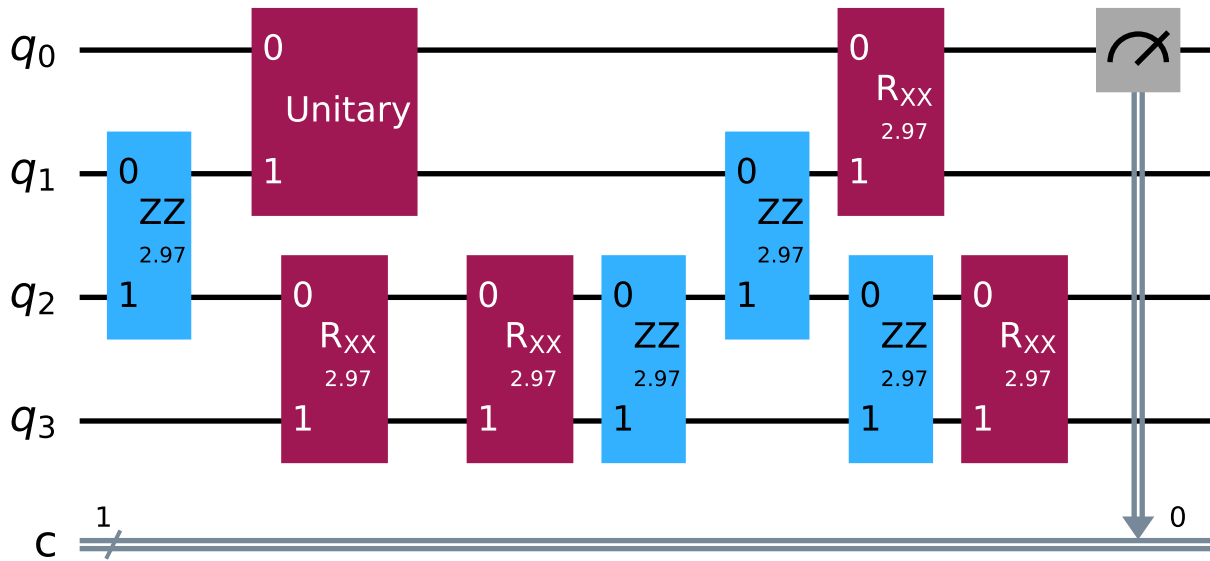 q0 0 0
Unitary RXX
2.97
q1 0 1 0 1
ZZ ZZ
2.97 2.97
q2 1 0 0 0 1 0 0
RXX RXX ZZ ZZ RXX
2.97 2.97 2.97 2.97 2.97
q3 1 1 1 1 1
1 0
c